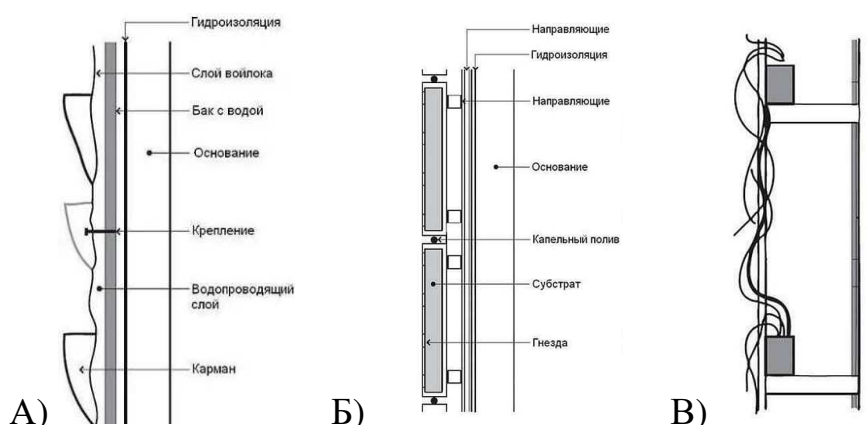 Гидроизоляция
Слой войлока
Бак с водой
Основание
Крепление
Водопроводящий
слой
Карман
А)
Направляющие
Гидроизоляция
Направляющие
Основание
Капельный полив
Субстрат
Гнезда
Б)
В)